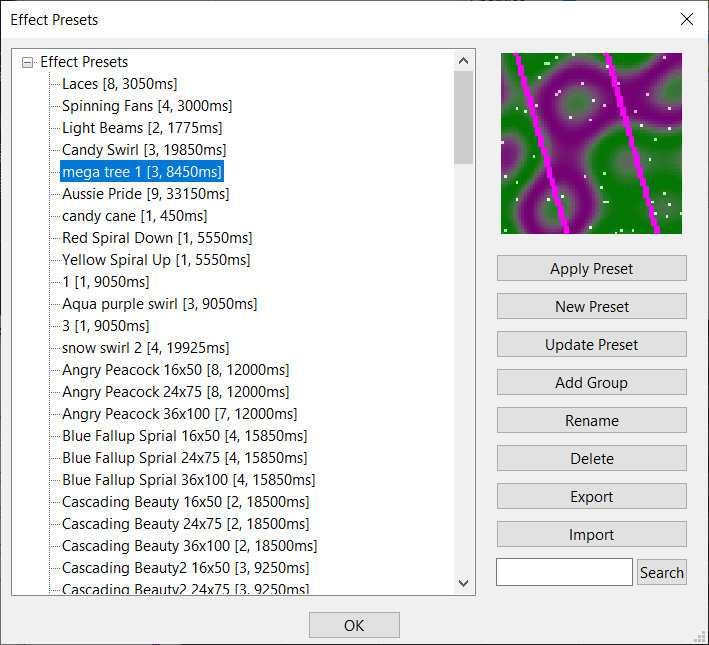 Effect Presets
Effect Presets
Laces [8, 3050ms]
Spinning Fans [4, 3000ms]
Light Beams [2, 1775ms]
Candy Swirl [3, 19850ms]
mega tree 1 [3, 8450ms]
Aussie Pride [9, 33150ms]
candy cane [1, 450ms]
Red Spiral Down [1, 5550ms]
Yellow Spiral Up [1, 5550ms]
1 [1, 9050ms]
Aqua purple swirl [3, 9050ms]
3 [1, 9050ms]
snow swirl 2 [4, 19925ms]
Angry Peacock 16x50 [8, 12000ms]
Angry Peacock 24x75 [8, 12000ms]
Angry Peacock 36x100 [7, 12000ms]
Blue Fallup Sprial 16x50 [4, 15850ms]
Blue Fallup Sprial 24x75 [4, 15850ms]
Blue Fallup Sprial 36x100 [4, 15850ms]
Cascading Beauty 16x50 [2, 18500ms]
Cascading Beauty 24x75 [2, 18500ms]
Cascading Beauty 36x100 [2, 18500ms]
Cascading Beauty2 16x50 [3, 9250ms]
Cascading Beauty2 24x75 [3, 9250ms]
Apply Preset
New Preset
Update Preset
Add Group
Rename
Delete
Export
Import
Search
OK